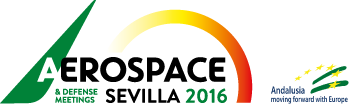 AEROSPACE
& DEFENSE
MEETINGS
SEVILLA 2016
Andalusia
moving forward with Europe